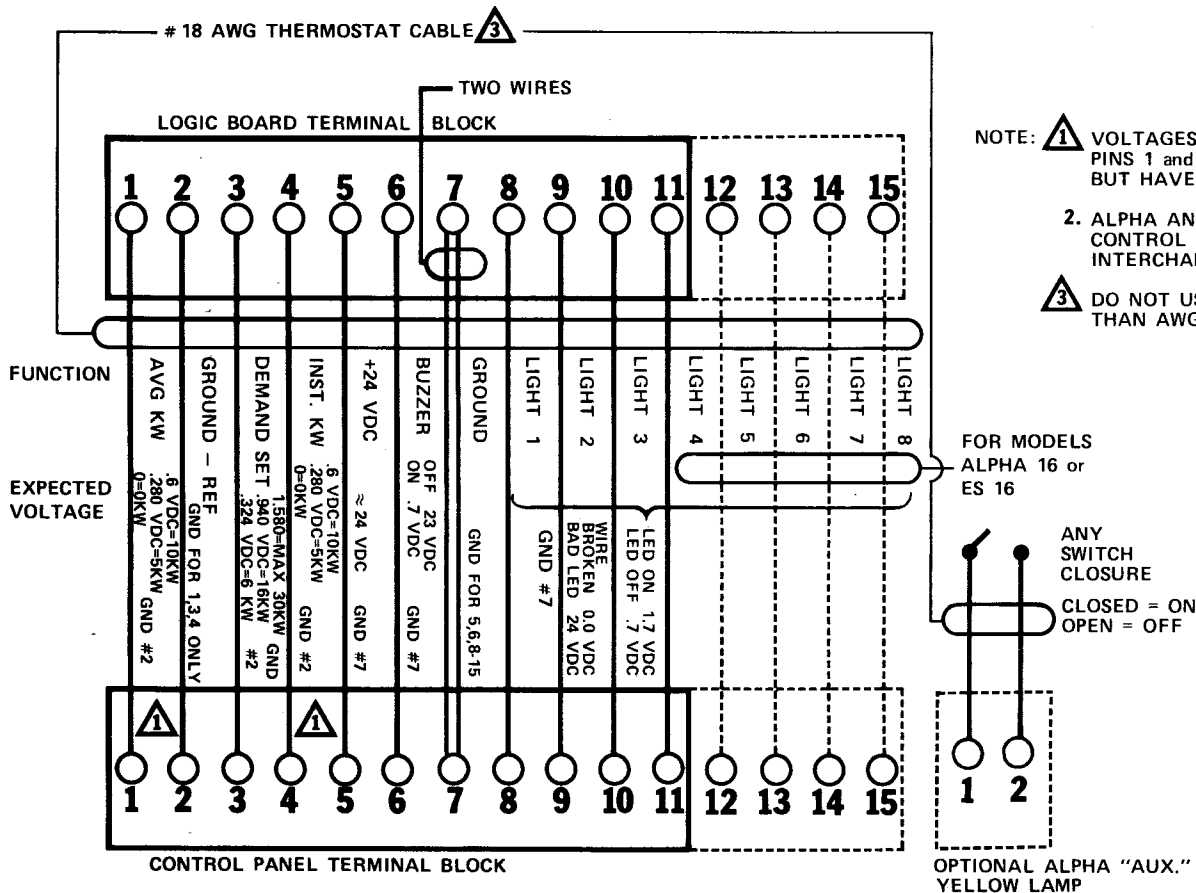 # 18 AWG THERMOSTAT CABLE 3
TWO WIRES
LOGIC BOARD TERMINAL BLOCK
1 2 3 4 5 6 7 8 9 10 11 12 13 14 15
NOTE: 1 VOLTAGES
PINS 1 and
BUT HAVE
2. ALPHA AN
CONTROL
INTERCHA
3 DO NOT US
THAN AWG
FUNCTION
AVG KW
GROUND – REF
DEMAND SET
INST. KW
+24 VDC
BUZZER
GROUND
LIGHT 1
LIGHT 2
LIGHT 3
LIGHT 4
LIGHT 5
LIGHT 6
LIGHT 7
LIGHT 8
EXPECTED
VOLTAGE
.6 VDC=10KW
.280 VDC=5KW
0=0KW
GND #2
GND FOR 1,3,4 ONLY
1.580=MAX 30KW GND
.940 VDC=16KW
.324 VDC=6 KW #2
.6 VDC=10KW
.280 VDC=5KW
0=0KW
GND #2
≈ 24 VDC GND #7
OFF 23 VDC
ON .7 VDC
GND #7
GND FOR 5,6,8-15
GND #7
WIRE
BROKEN 0.0 VDC
BAD LED 24 VDC
LED ON 1.7 VDC
LED OFF .7 VDC
FOR MODELS
ALPHA 16 or
ES 16
ANY
SWITCH
CLOSURE
CLOSED = ON
OPEN = OFF
1 1
1 2 3 4 5 6 7 8 9 10 11 12 13 14 15
1 2
CONTROL PANEL TERMINAL BLOCK
OPTIONAL ALPHA "AUX."
YELLOW LAMP